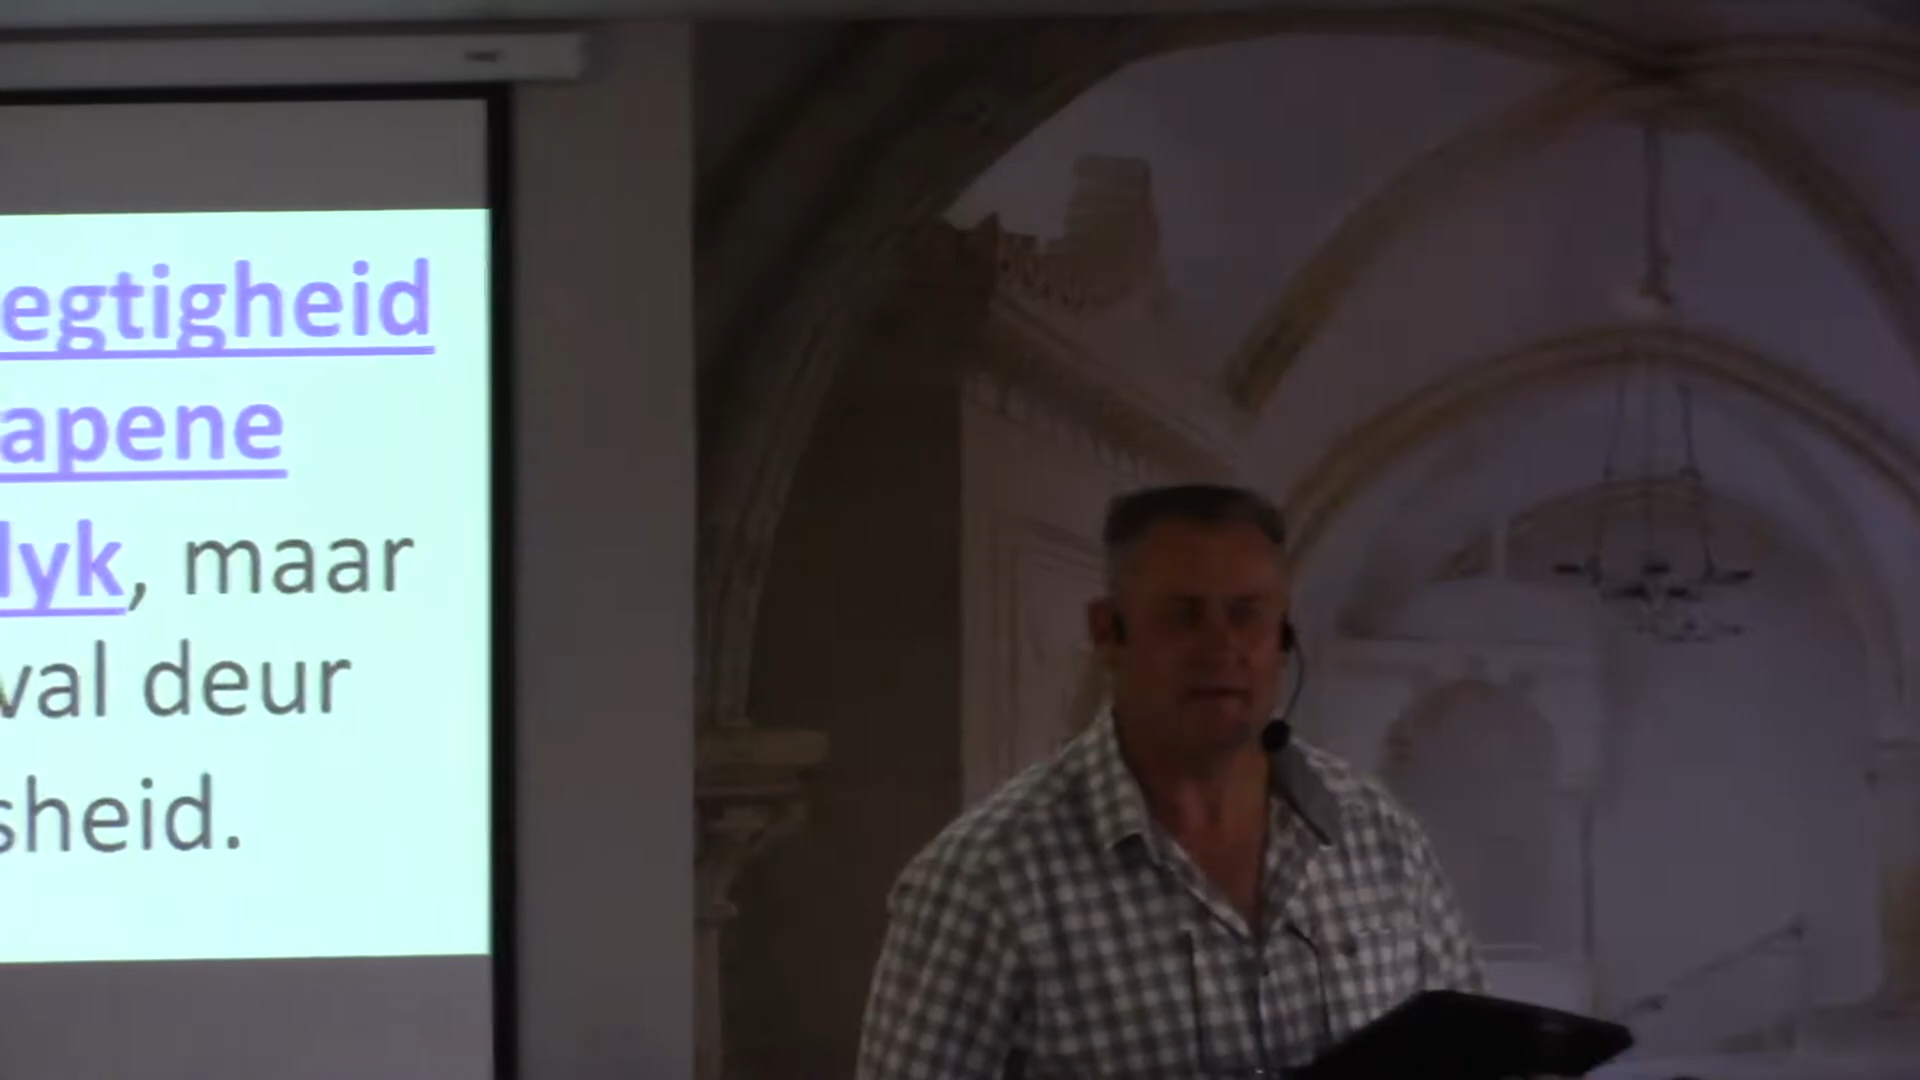 egtigheid
apene
lyk, maar
val deur
sheid.